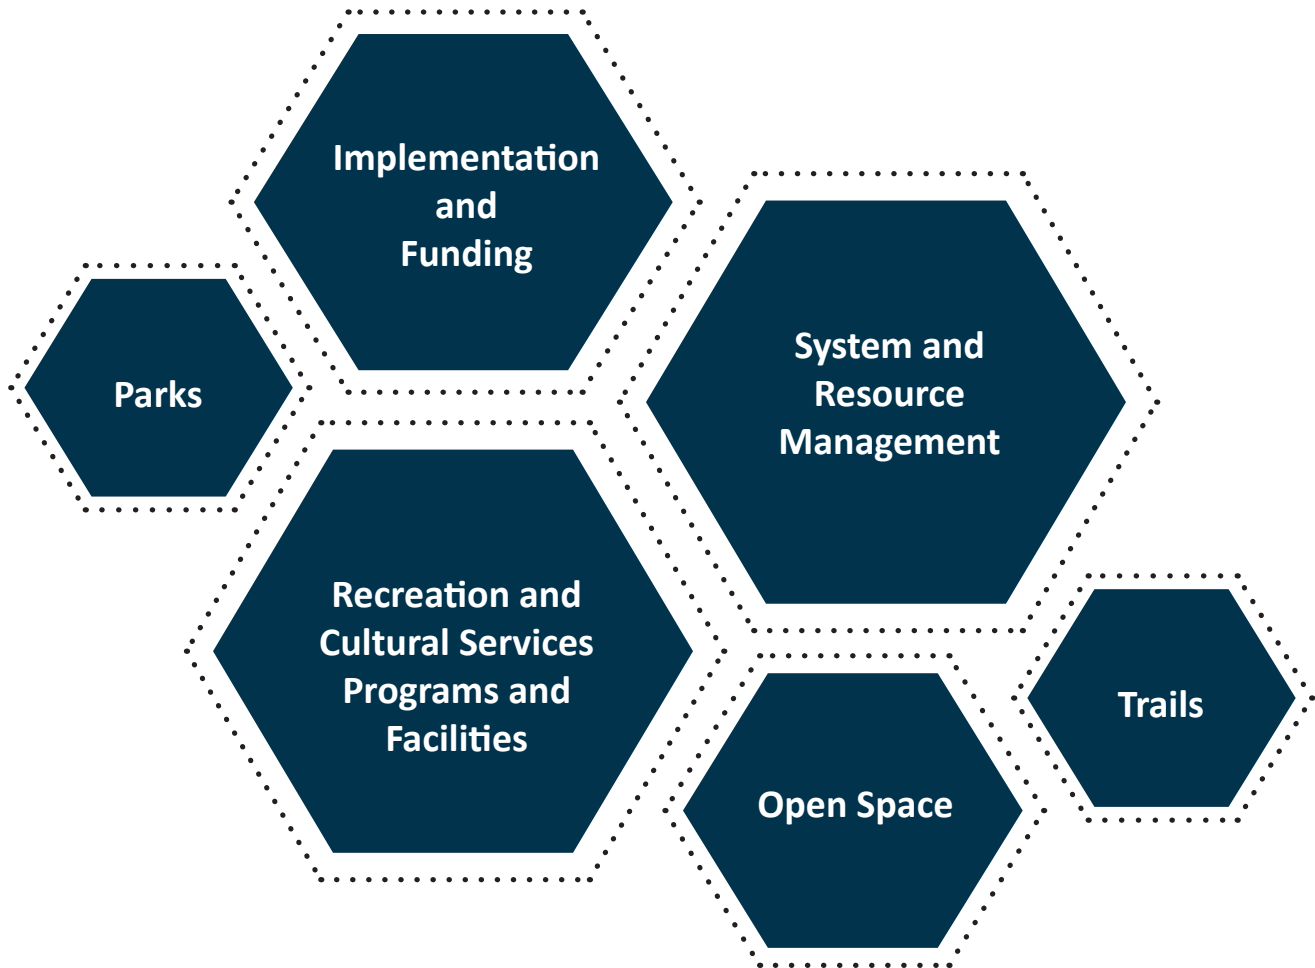 Implementation
and
Funding
System and
Resource
Management
Parks
Recreation and
Cultural Services
Programs and
Facilities
Trails
Open Space